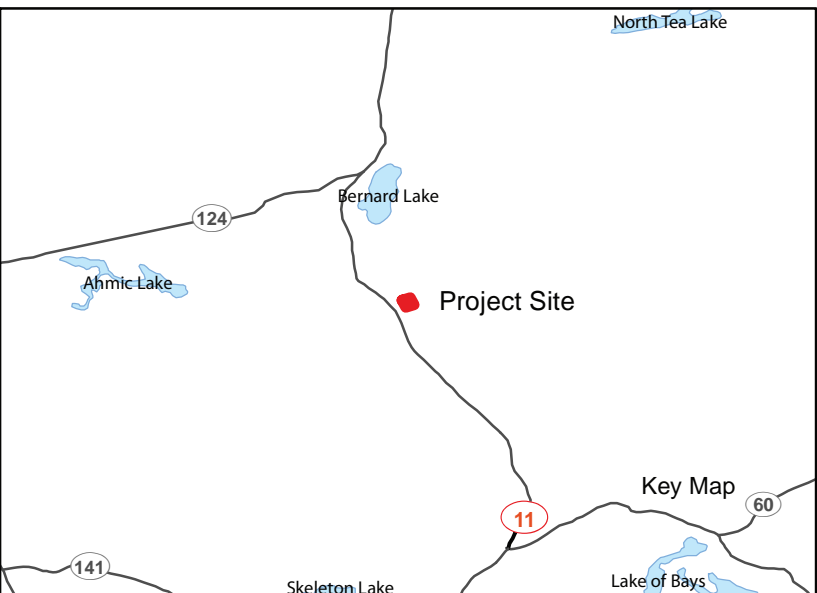 North Tea Lake
Bernard Lake
124
Ahmic Lake
Project Site
Key Map
60
11
141
Skeleton Lake
Lake of Bays